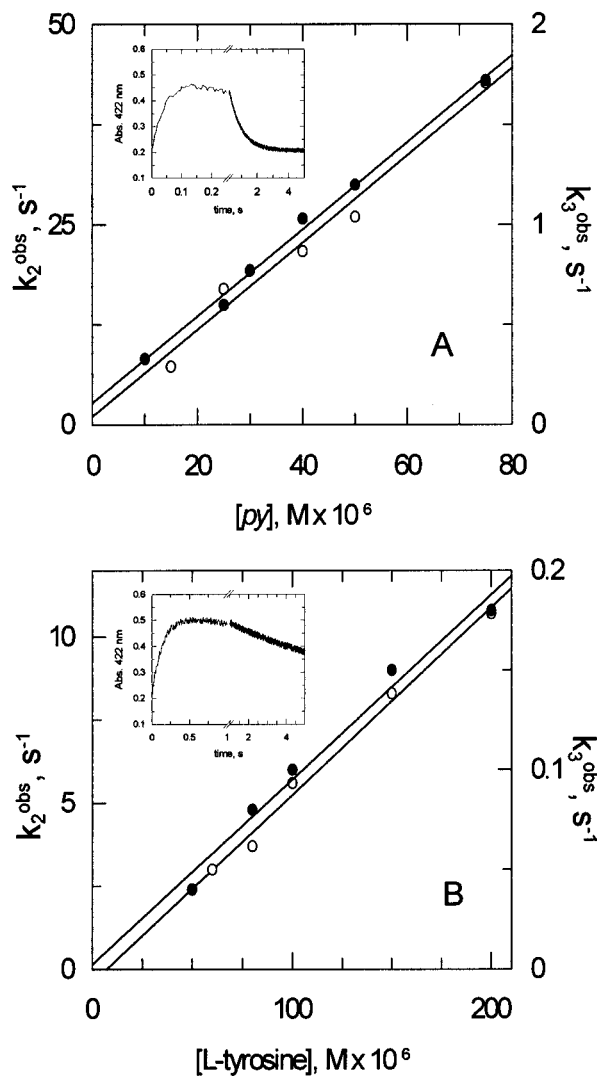 50
25
0
k₂ᵒᵇˢ, s⁻¹
2
1
0
k₃ᵒᵇˢ, s⁻¹
0.6
0.5
0.4
0.3
0.2
0.1
Abs. 422 nm
0 0.1 0.2 2 4
time, s
A
0 20 40 60 80
[py], M x 10⁶
10
5
0
k₂ᵒᵇˢ, s⁻¹
0.2
0.1
0
k₃ᵒᵇˢ, s⁻¹
0.6
0.5
0.4
0.3
0.2
0.1
Abs. 422 nm
0 0.5 1 2 4
time, s
B
0 100 200
[L-tyrosine], M x 10⁶